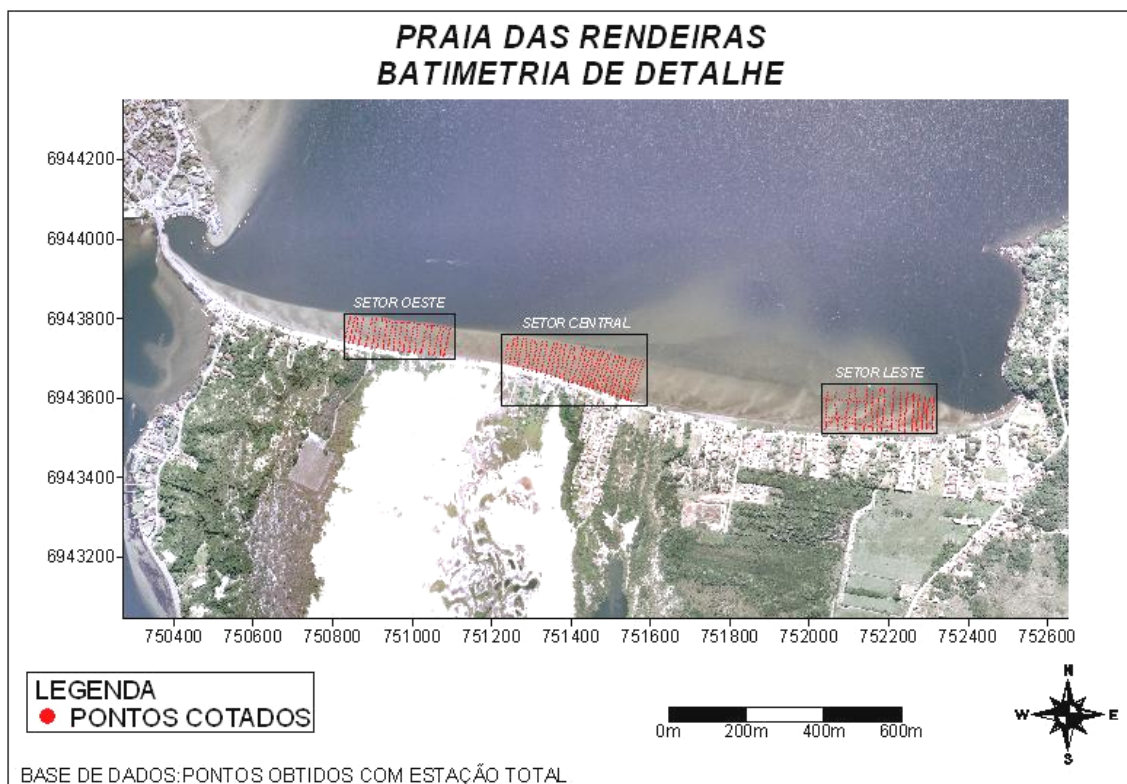 PRAIA DAS RENDEIRAS
BATIMETRIA DE DETALHE
6944200
6944000
6943800
6943600
6943400
6943200
SETOR OESTE
SETOR CENTRAL
SETOR LESTE
750400 750600 750800 751000 751200 751400 751600 751800 752000 752200 752400 752600
LEGENDA
PONTOS COTADOS
0m 200m 400m 600m
N
W E
S
BASE DE DADOS:PONTOS OBTIDOS COM ESTAÇÃO TOTAL